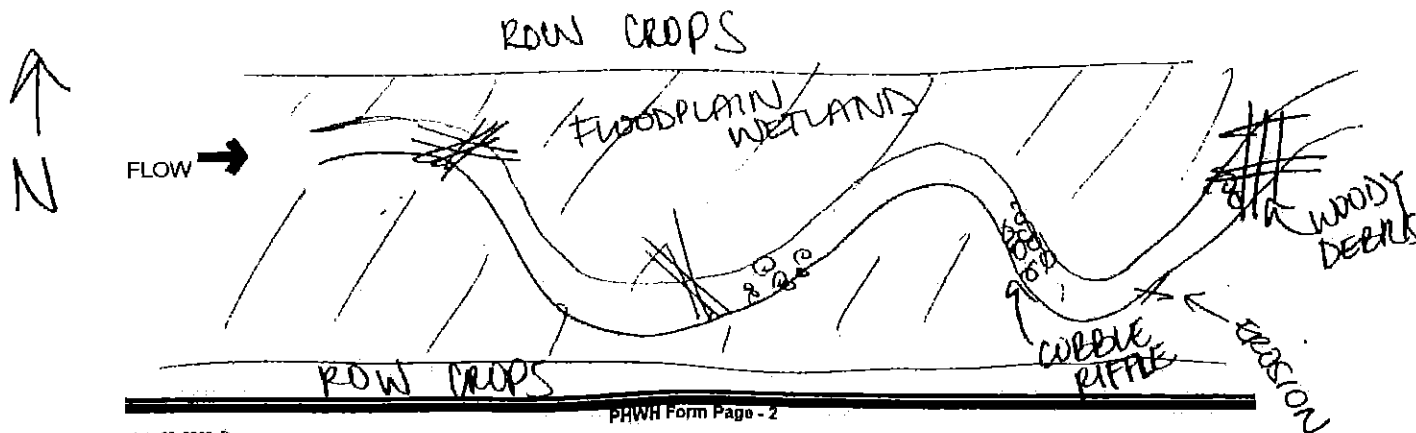 ROW CROPS
N
FLOW
FLOODPLAIN
WETLAND
WOODY
DEBRIS
COBBLE
RIFFLE
EROSION
ROW CROPS
PHWH Form Page - 2